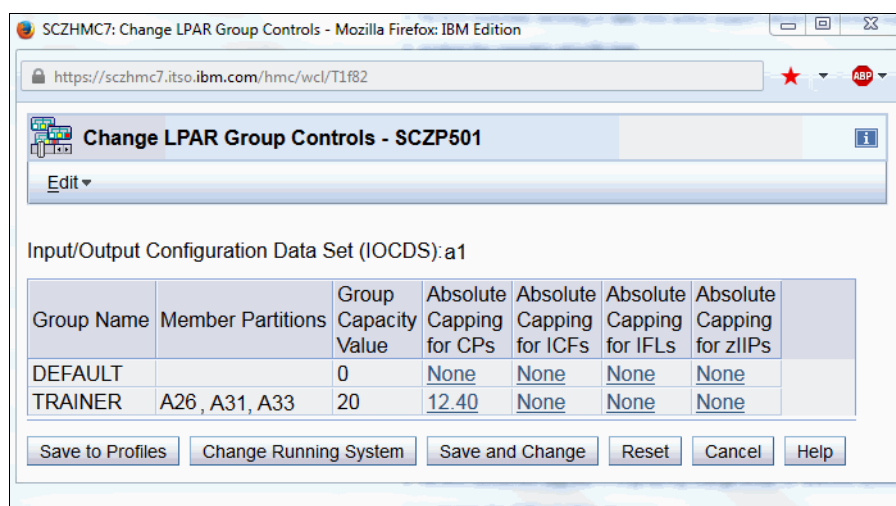 SCZHMC7: Change LPAR Group Controls - Mozilla Firefox: IBM Edition
https://sczhmc7.itso.ibm.com/hmc/wcl/T1f82
ABP
Change LPAR Group Controls - SCZP501
i
Edit
Input/Output Configuration Data Set (IOCDS): a1
Group Name Member Partitions Group Capacity Value Absolute Capping for CPs Absolute Capping for ICFs Absolute Capping for IFLs Absolute Capping for zIIPs
DEFAULT 0 None None None None
TRAINER A26 , A31, A33 20 12.40 None None None
Save to Profiles Change Running System Save and Change Reset Cancel Help